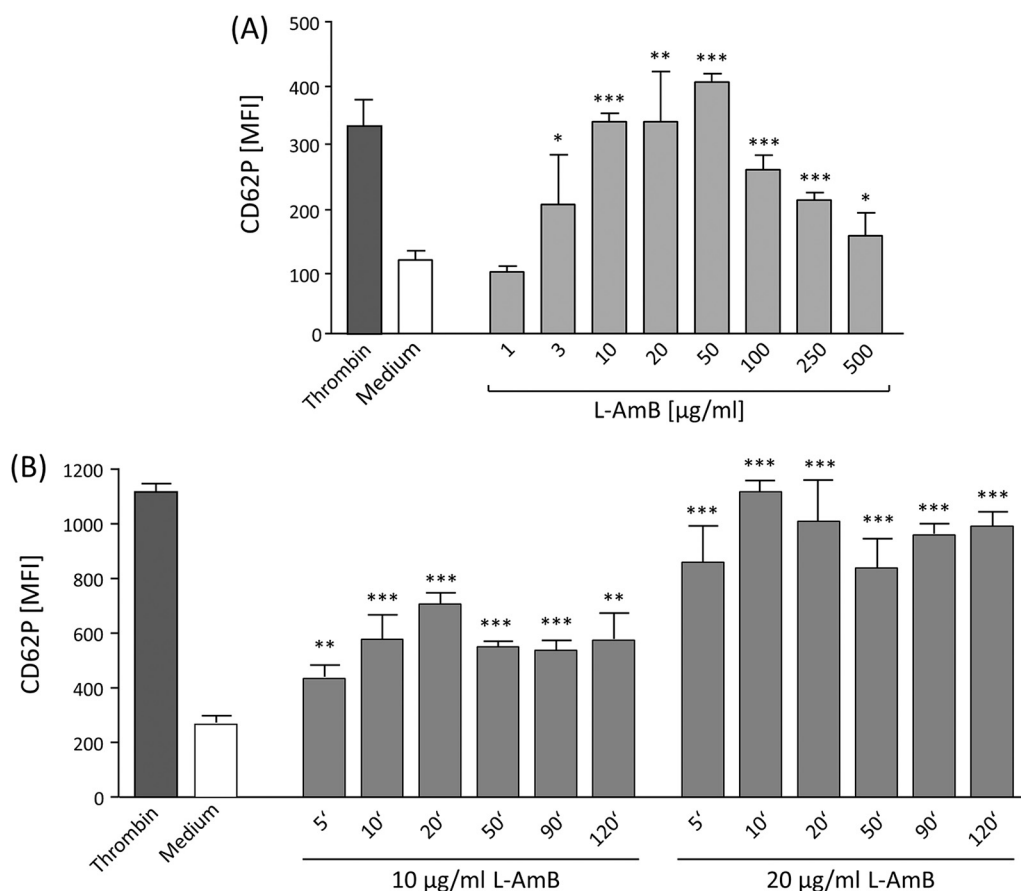 (A)
500
400
300
200
100
0
CD62P [MFI]
* *** ** *** *** *** *
Thrombin Medium 1 3 10 20 50 100 250 500
L-AmB [µg/ml]
(B)
1200
1000
800
600
400
200
0
CD62P [MFI]
** *** *** *** *** ** *** *** *** *** *** ***
Thrombin Medium 5‘ 10‘ 20‘ 50‘ 90‘ 120‘ 5‘ 10‘ 20‘ 50‘ 90‘ 120‘
10 µg/ml L-AmB 20 µg/ml L-AmB